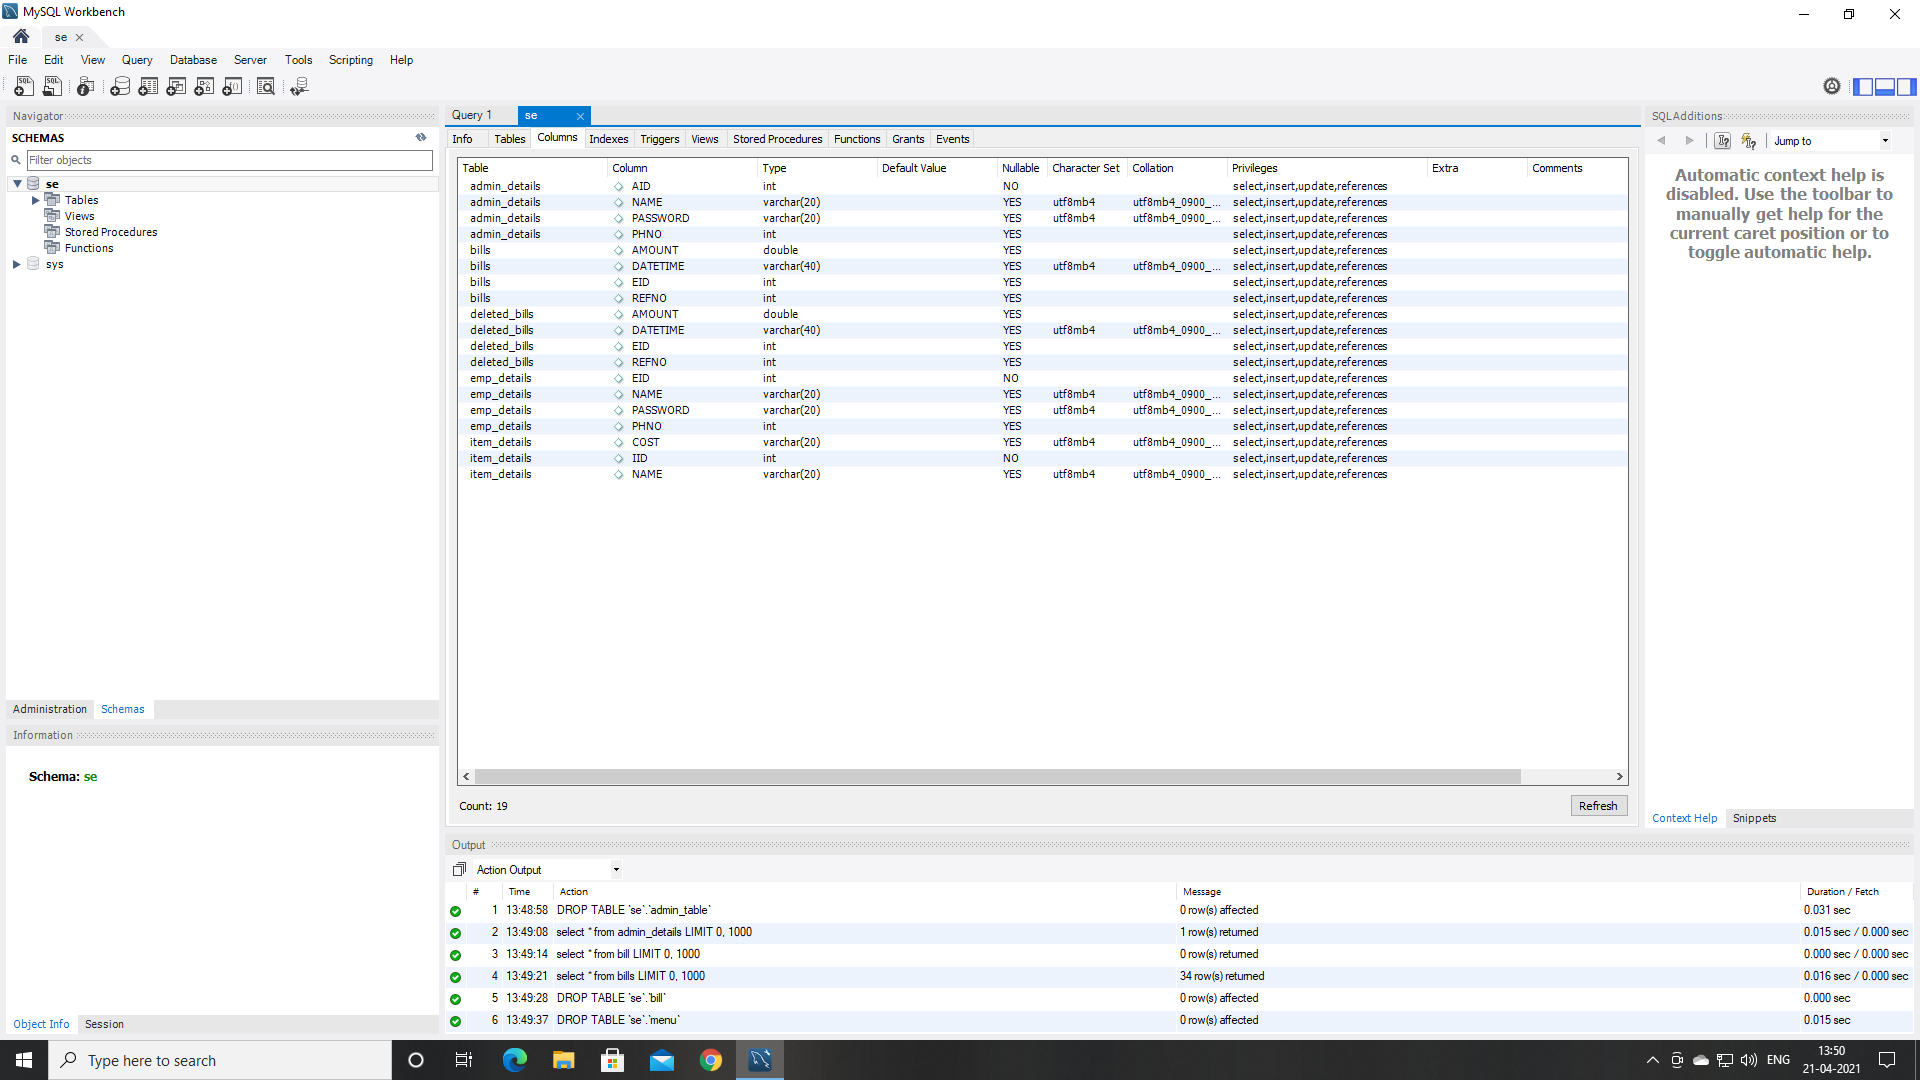 MySQL Workbench
se
File Edit View Query Database Server Tools Scripting Help
Navigator
SCHEMAS
Filter objects
se
Tables
Views
Stored Procedures
Functions
sys
Administration Schemas
Information
Schema: se
Object Info Session
Query 1 se
Info Tables Columns Indexes Triggers Views Stored Procedures Functions Grants Events
Table Column Type Default Value Nullable Character Set Collation Privileges Extra Comments
admin_details AID int NO select,insert,update,references
admin_details NAME varchar(20) YES utf8mb4 utf8mb4_0900_... select,insert,update,references
admin_details PASSWORD varchar(20) YES utf8mb4 utf8mb4_0900_... select,insert,update,references
admin_details PHNO int YES select,insert,update,references
bills AMOUNT double YES select,insert,update,references
bills DATETIME varchar(40) YES utf8mb4 utf8mb4_0900_... select,insert,update,references
bills EID int YES select,insert,update,references
bills REFNO int YES select,insert,update,references
deleted_bills AMOUNT double YES select,insert,update,references
deleted_bills DATETIME varchar(40) YES utf8mb4 utf8mb4_0900_... select,insert,update,references
deleted_bills EID int YES select,insert,update,references
deleted_bills REFNO int YES select,insert,update,references
emp_details EID int NO select,insert,update,references
emp_details NAME varchar(20) YES utf8mb4 utf8mb4_0900_... select,insert,update,references
emp_details PASSWORD varchar(20) YES utf8mb4 utf8mb4_0900_... select,insert,update,references
emp_details PHNO int YES select,insert,update,references
item_details COST varchar(20) YES utf8mb4 utf8mb4_0900_... select,insert,update,references
item_details IID int NO select,insert,update,references
item_details NAME varchar(20) YES utf8mb4 utf8mb4_0900_... select,insert,update,references
Count: 19
Refresh
SQLAdditions
Jump to
Automatic context help is
disabled. Use the toolbar to
manually get help for the
current caret position or to
toggle automatic help.
Context Help Snippets
Output
Action Output
# Time Action Message Duration / Fetch
1 13:48:58 DROP TABLE `se`.`admin_table` 0 row(s) affected 0.031 sec
2 13:49:08 select * from admin_details LIMIT 0, 1000 1 row(s) returned 0.015 sec / 0.000 sec
3 13:49:14 select * from bill LIMIT 0, 1000 0 row(s) returned 0.000 sec / 0.000 sec
4 13:49:21 select * from bills LIMIT 0, 1000 34 row(s) returned 0.016 sec / 0.000 sec
5 13:49:28 DROP TABLE `se`.`bill` 0 row(s) affected 0.000 sec
6 13:49:37 DROP TABLE `se`.`menu` 0 row(s) affected 0.015 sec
Type here to search
ENG
13:50
21-04-2021